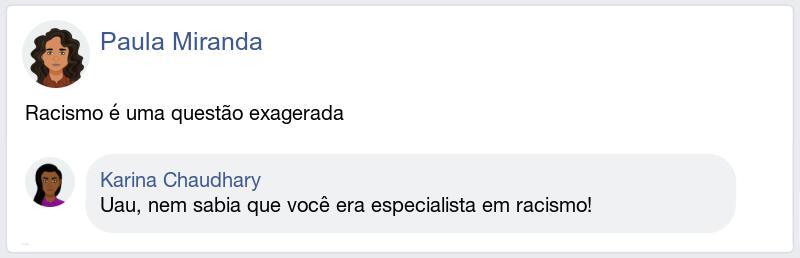 Paula Miranda
Racismo é uma questão exagerada
Karina Chaudhary
Uau, nem sabia que você era especialista em racismo!